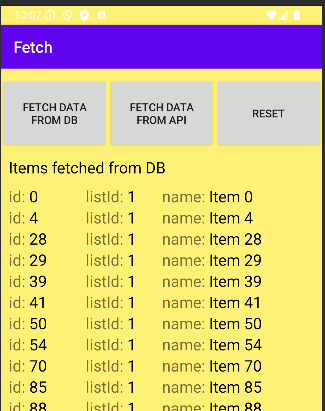 10:07
Fetch
FETCH DATA
FROM DB
FETCH DATA
FROM API
RESET
Items fetched from DB
id: 0 listId: 1 name: Item 0
id: 4 listId: 1 name: Item 4
id: 28 listId: 1 name: Item 28
id: 29 listId: 1 name: Item 29
id: 39 listId: 1 name: Item 39
id: 41 listId: 1 name: Item 41
id: 50 listId: 1 name: Item 50
id: 54 listId: 1 name: Item 54
id: 70 listId: 1 name: Item 70
id: 85 listId: 1 name: Item 85
id: 88 listId: 1 name: Item 88